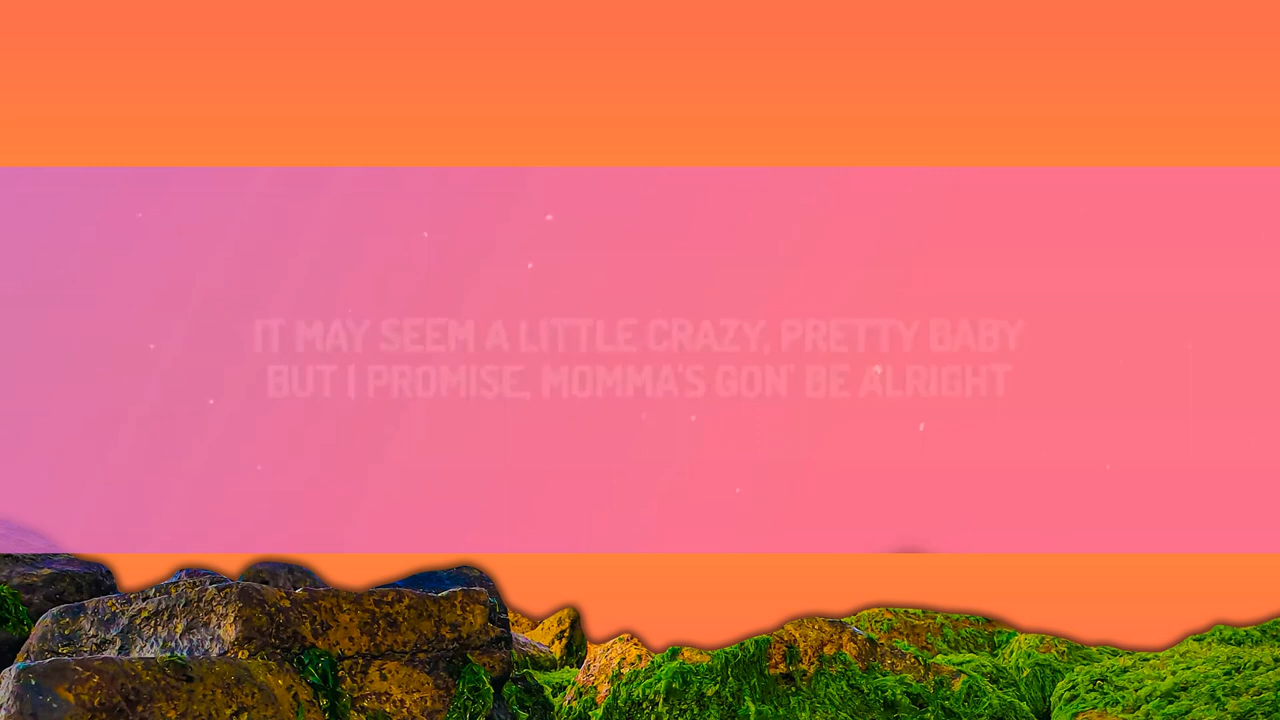 IT MAY SEEM A LITTLE CRAZY, PRETTY BABY
BUT I PROMISE, MOMMA'S GON' BE ALRIGHT